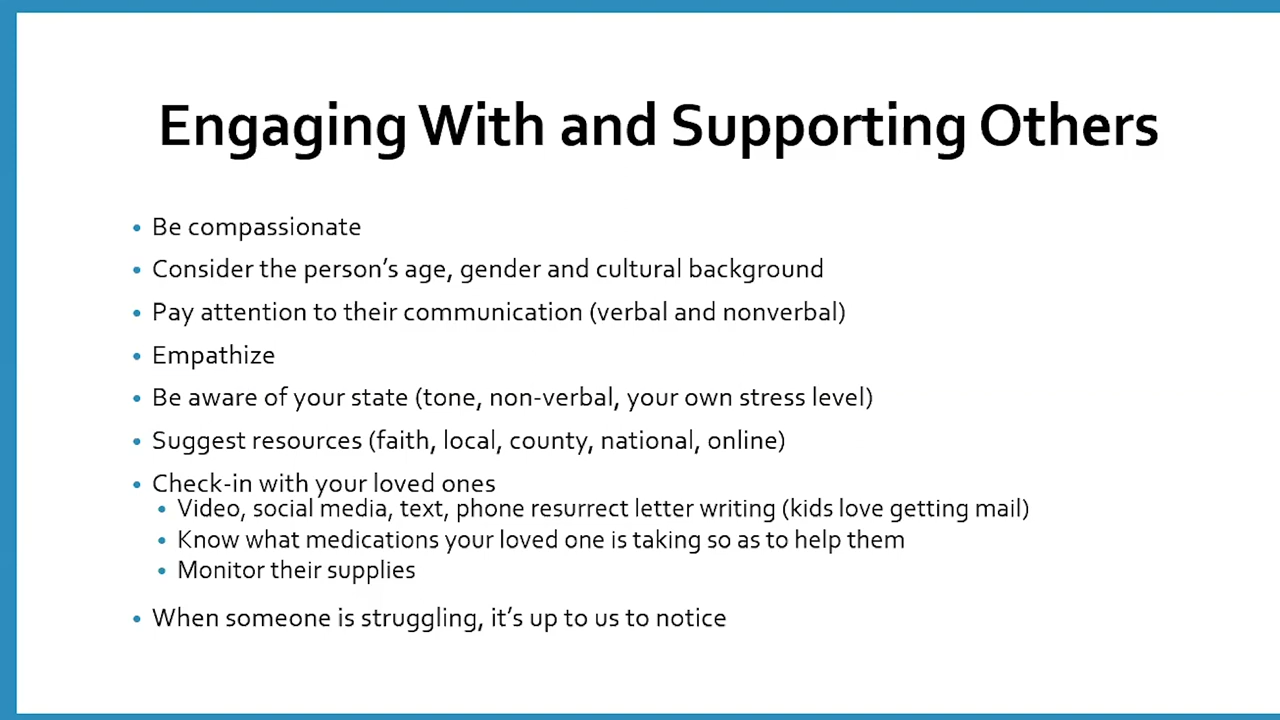 Engaging With and Supporting Others
• Be compassionate
• Consider the person’s age, gender and cultural background
• Pay attention to their communication (verbal and nonverbal)
• Empathize
• Be aware of your state (tone, non-verbal, your own stress level)
• Suggest resources (faith, local, county, national, online)
• Check-in with your loved ones
• Video, social media, text, phone resurrect letter writing (kids love getting mail)
• Know what medications your loved one is taking so as to help them
• Monitor their supplies
• When someone is struggling, it’s up to us to notice